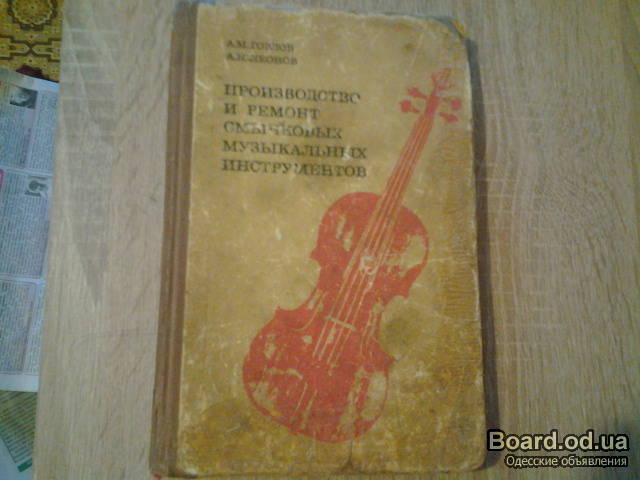 А.М.ГОРЛОВ
А.И.ЛЕОНОВ
ПРОИЗВОДСТВО
И РЕМОНТ
СМЫЧКОВЫХ
МУЗЫКАЛЬНЫХ
ИНСТРУМЕНТОВ
Board.od.ua
Одесские объявления